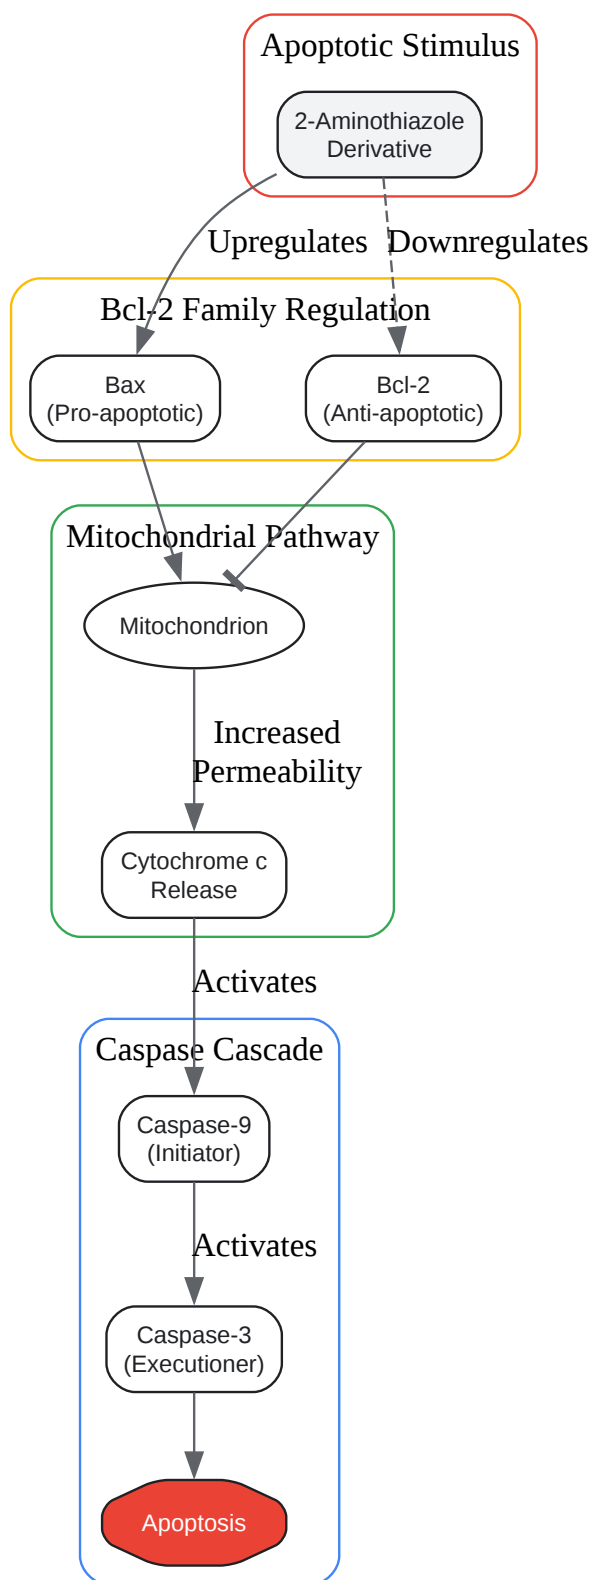 Apoptotic Stimulus
2-Aminothiazole
Derivative
Upregulates
Downregulates
Bcl-2 Family Regulation
Bax
(Pro-apoptotic)
Bcl-2
(Anti-apoptotic)
Mitochondrial Pathway
Mitochondrion
Increased
Permeability
Cytochrome c
Release
Activates
Caspase Cascade
Caspase-9
(Initiator)
Activates
Caspase-3
(Executioner)
Apoptosis